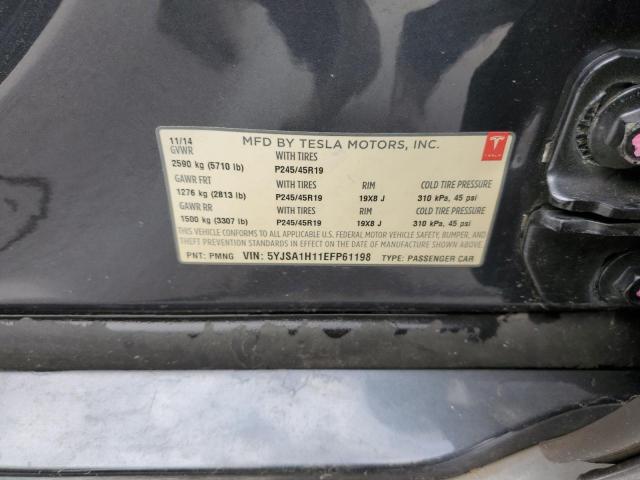 11/14 MFD BY TESLA MOTORS, INC.
GVWR WITH TIRES
2590 kg (5710 lb) P245/45R19
GAWR FRT WITH TIRES RIM COLD TIRE PRESSURE
1276 kg (2813 lb) P245/45R19 19X8 J 310 kPa, 45 psi
GAWR RR WITH TIRES RIM COLD TIRE PRESSURE
1500 kg (3307 lb) P245/45R19 19X8 J 310 kPa, 45 psi
THIS VEHICLE CONFORMS TO ALL APPLICABLE U.S. FEDERAL MOTOR VEHICLE SAFETY, BUMPER, AND
THEFT PREVENTION STANDARDS IN EFFECT ON THE DATE OF MANUFACTURE SHOWN ABOVE.
PNT: PMNG VIN: 5YJSA1H11EFP61198 TYPE: PASSENGER CAR
TESLA